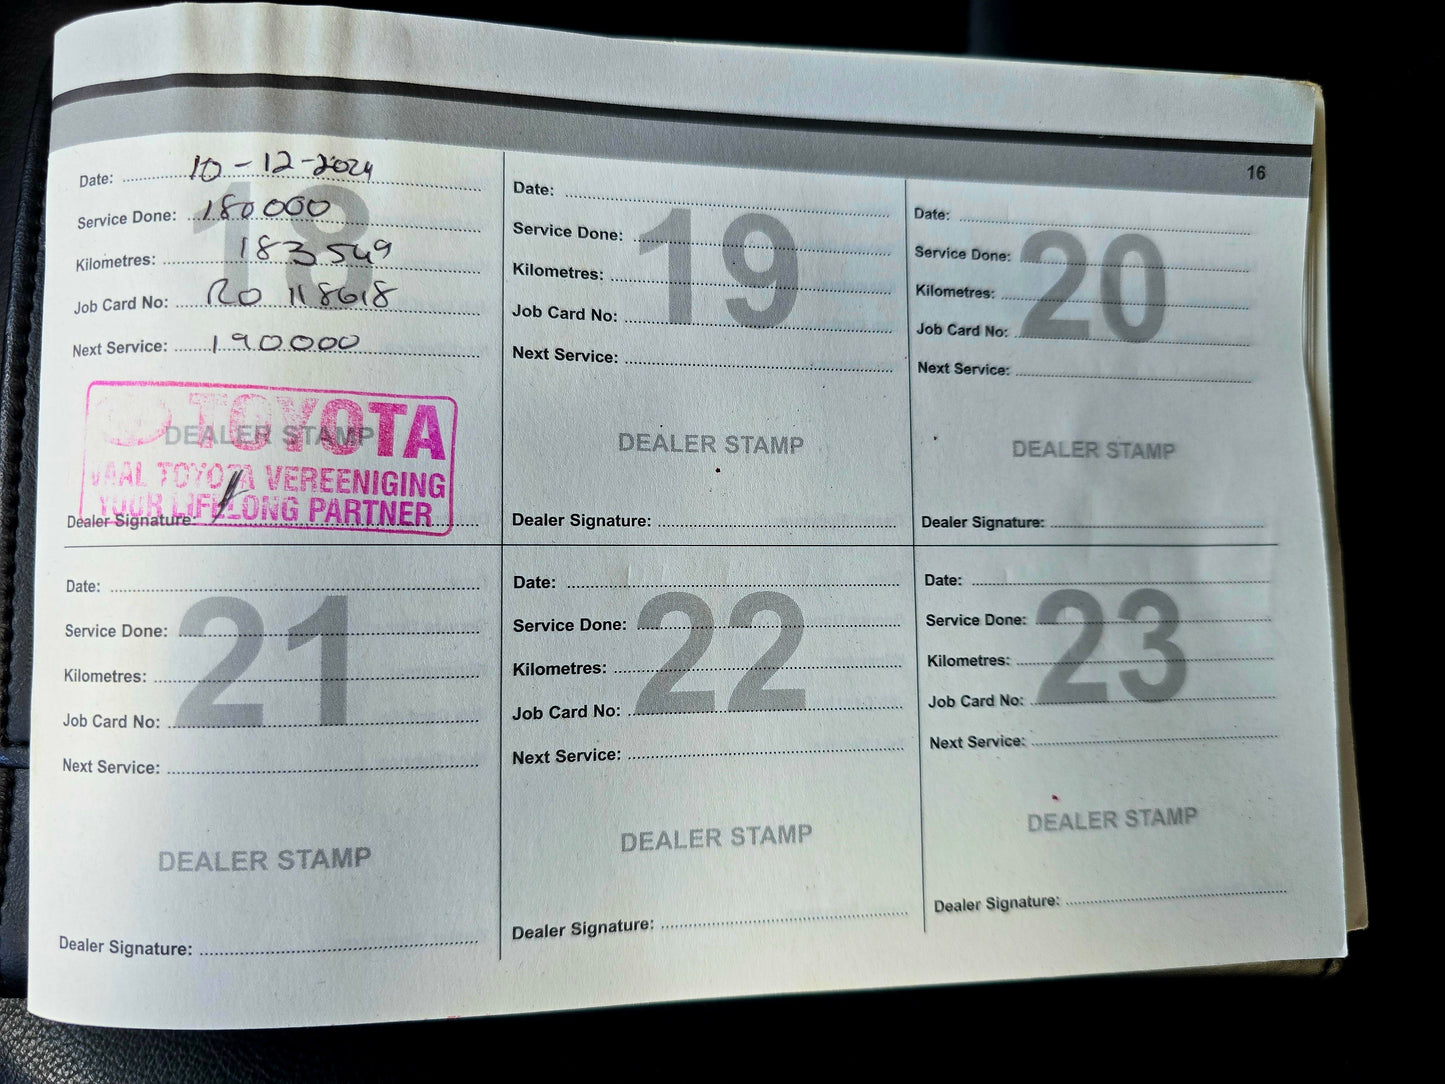 16
Date: 10-12-2024
Service Done: 180000
Kilometres: 183549
Job Card No: RO 118618
Next Service: 190000
18
TOYOTA
DEALER STAMP
VAAL TOYOTA VEREENIGING
YOUR LIFELONG PARTNER
Dealer Signature:
Date:
Service Done:
Kilometres:
Job Card No:
Next Service:
19
DEALER STAMP
Dealer Signature:
Date:
Service Done:
Kilometres:
Job Card No:
Next Service:
20
DEALER STAMP
Dealer Signature:
Date:
Service Done:
Kilometres:
Job Card No:
Next Service:
21
DEALER STAMP
Dealer Signature:
Date:
Service Done:
Kilometres:
Job Card No:
Next Service:
22
DEALER STAMP
Dealer Signature:
Date:
Service Done:
Kilometres:
Job Card No:
Next Service:
23
DEALER STAMP
Dealer Signature: